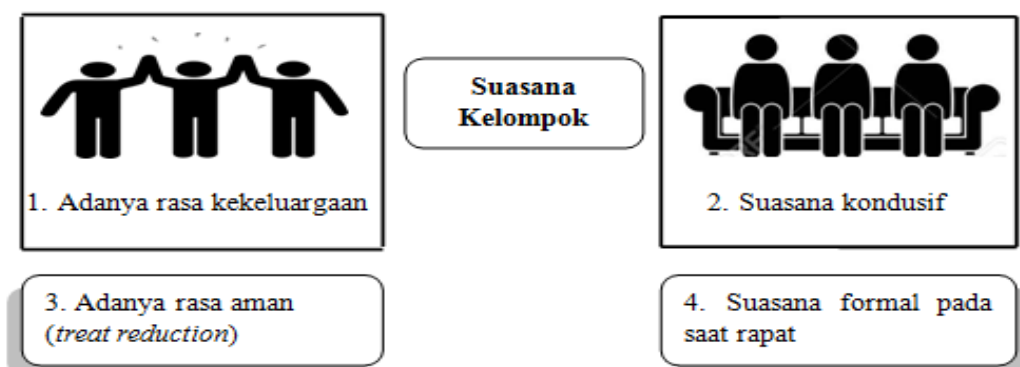 Suasana
Kelompok
1. Adanya rasa kekeluargaan
2. Suasana kondusif
3. Adanya rasa aman
(treat reduction)
4. Suasana formal pada
saat rapat